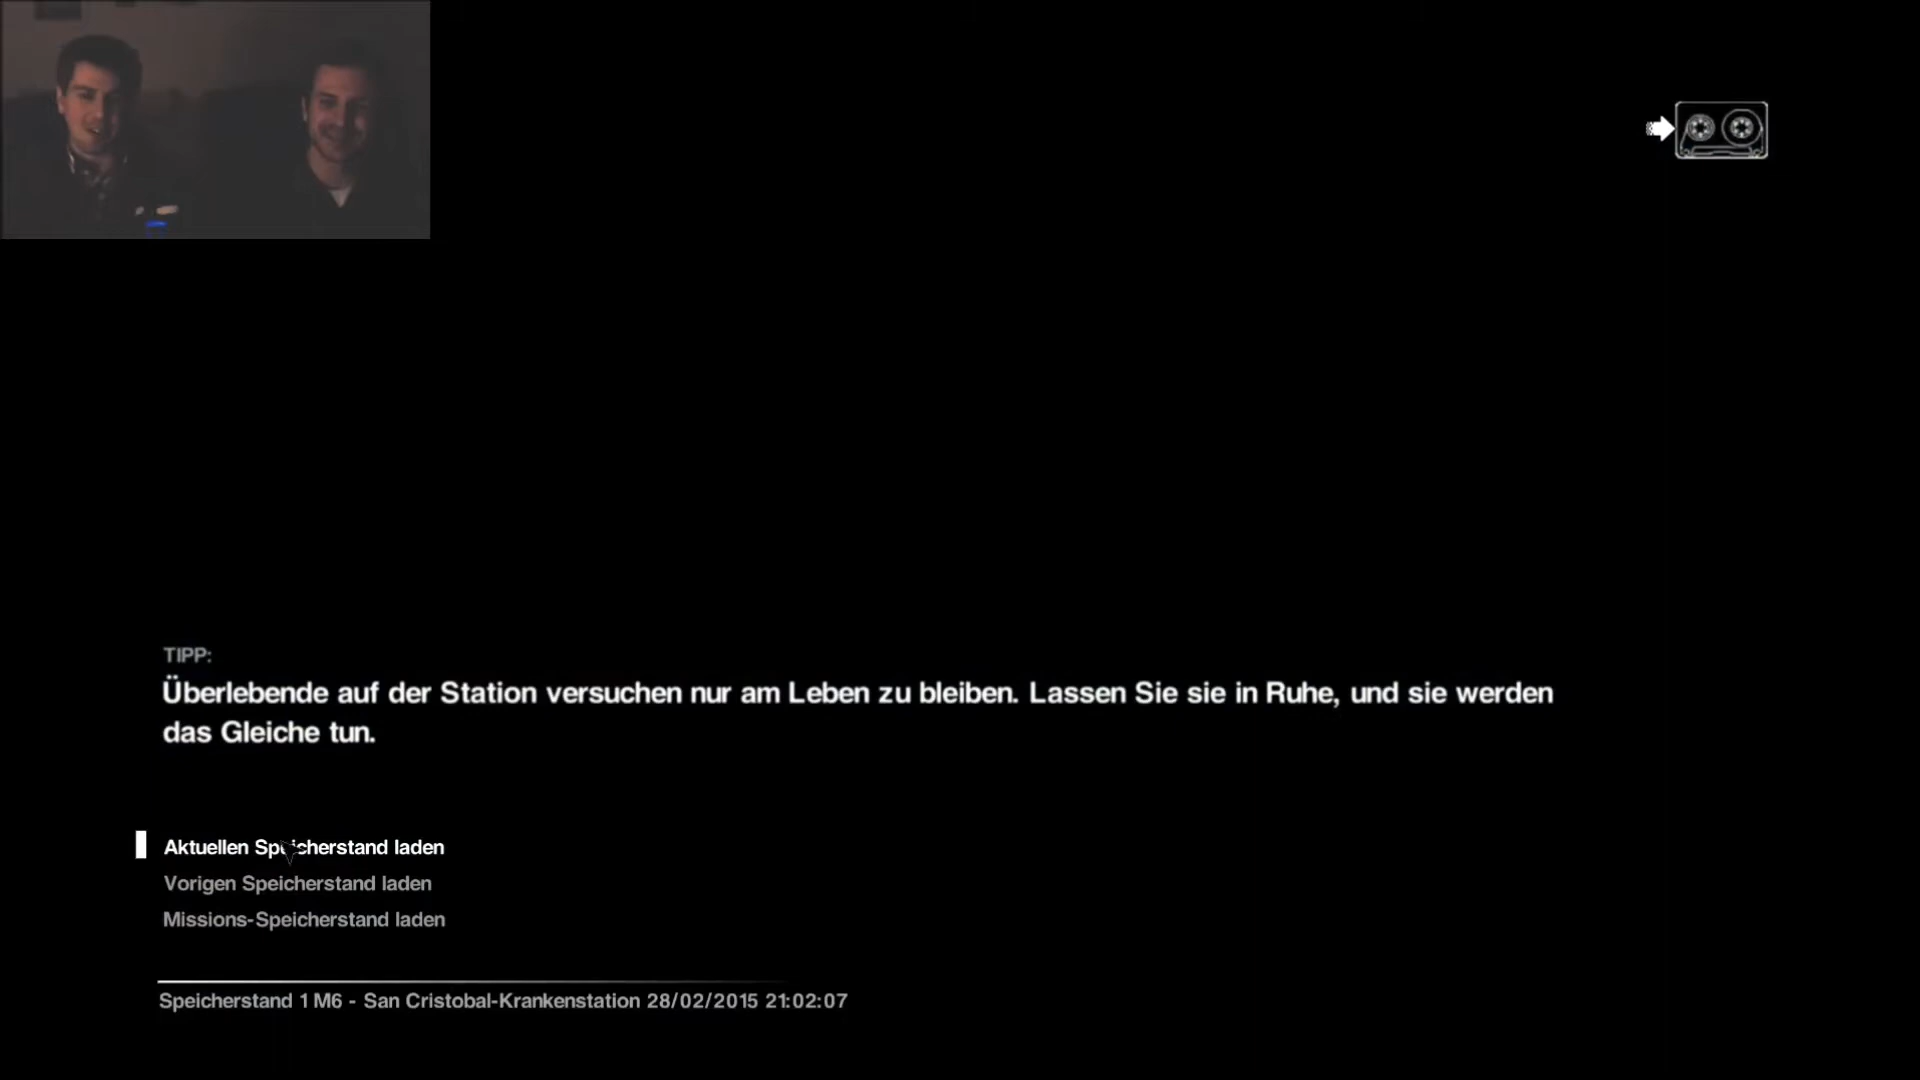 TIPP:
Überlebende auf der Station versuchen nur am Leben zu bleiben. Lassen Sie sie in Ruhe, und sie werden
das Gleiche tun.
Aktuellen Speicherstand laden
Vorigen Speicherstand laden
Missions-Speicherstand laden
Speicherstand 1 M6 - San Cristobal-Krankenstation 28/02/2015 21:02:07